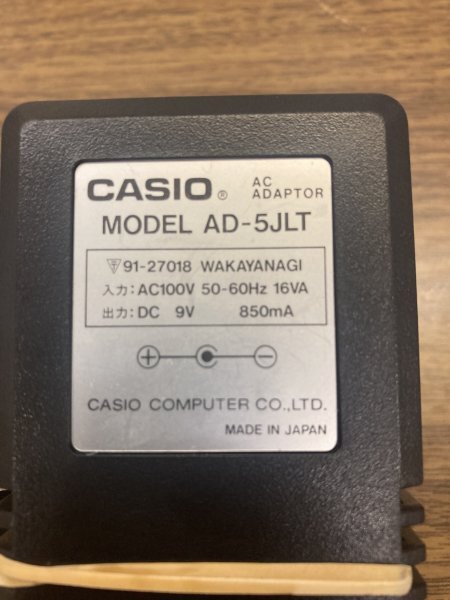 CASIO® AC ADAPTOR
MODEL AD-5JLT
91-27018 WAKAYANAGI
入力:AC100V 50-60Hz 16VA
出力:DC 9V 850mA
CASIO COMPUTER CO.,LTD.
MADE IN JAPAN